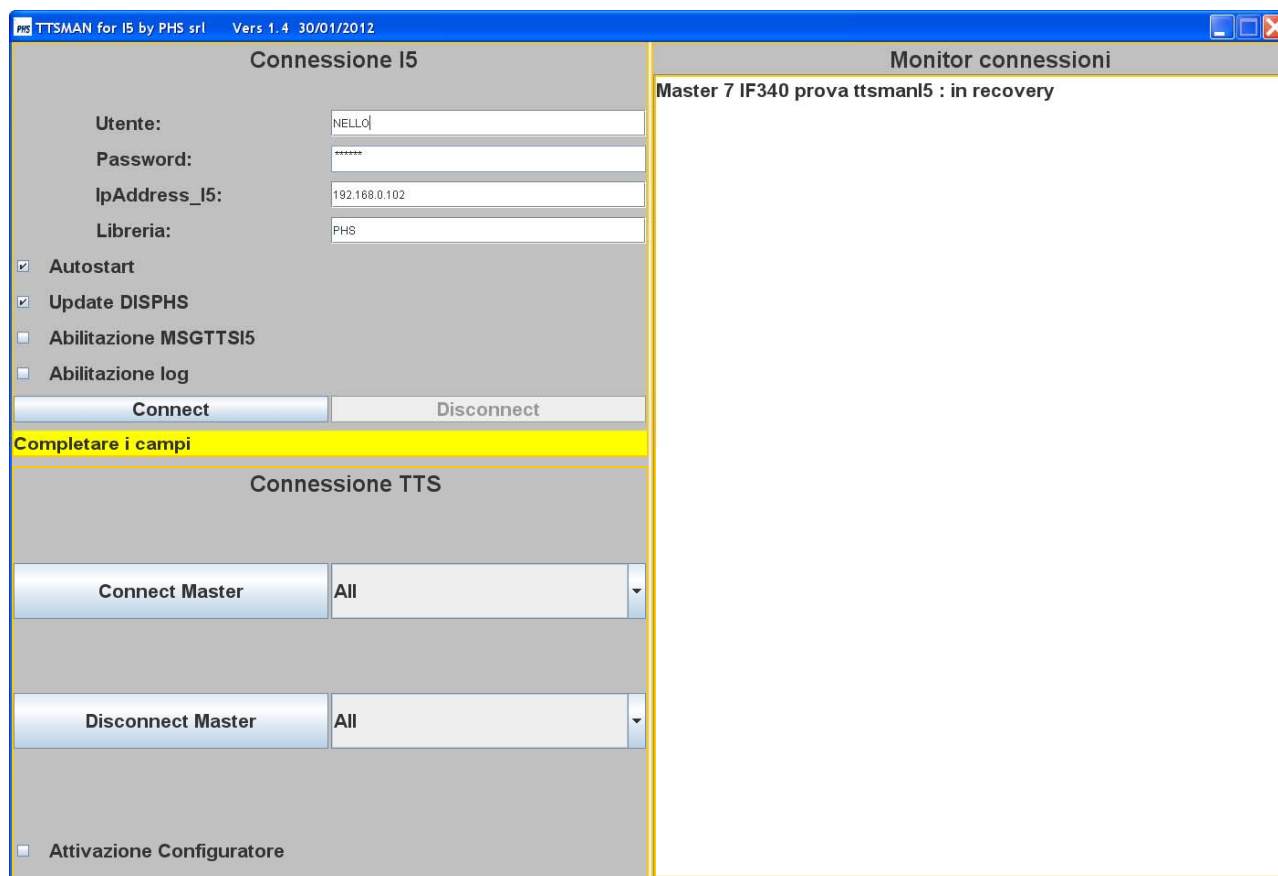 PHS TTSMAN for I5 by PHS srl Vers 1.4 30/01/2012
Connessione I5
Utente: NELLO
Password: ******
IpAddress_I5: 192.168.0.102
Libreria: PHS
Autostart
Update DISPHS
Abilitazione MSGTTSI5
Abilitazione log
Connect Disconnect
Completare i campi
Connessione TTS
Connect Master All
Disconnect Master All
Attivazione Configuratore
Monitor connessioni
Master 7 IF340 prova ttsmanI5 : in recovery